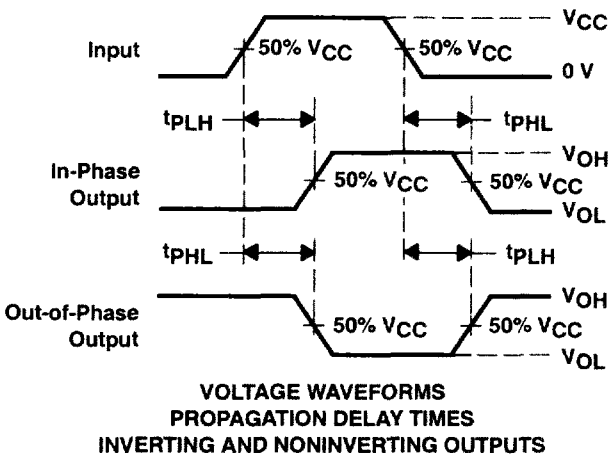 VCC
Input
50% VCC
50% VCC
0 V
tPLH
tPHL
VOH
In-Phase
Output
50% VCC
50% VCC
VOL
tPHL
tPLH
VOH
Out-of-Phase
Output
50% VCC
50% VCC
VOL
VOLTAGE WAVEFORMS
PROPAGATION DELAY TIMES
INVERTING AND NONINVERTING OUTPUTS